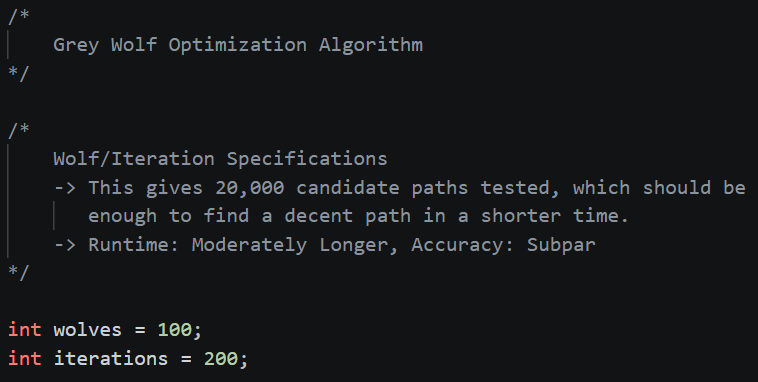 /*
Grey Wolf Optimization Algorithm
*/
/*
Wolf/Iteration Specifications
-> This gives 20,000 candidate paths tested, which should be
enough to find a decent path in a shorter time.
-> Runtime: Moderately Longer, Accuracy: Subpar
*/
int wolves = 100;
int iterations = 200;